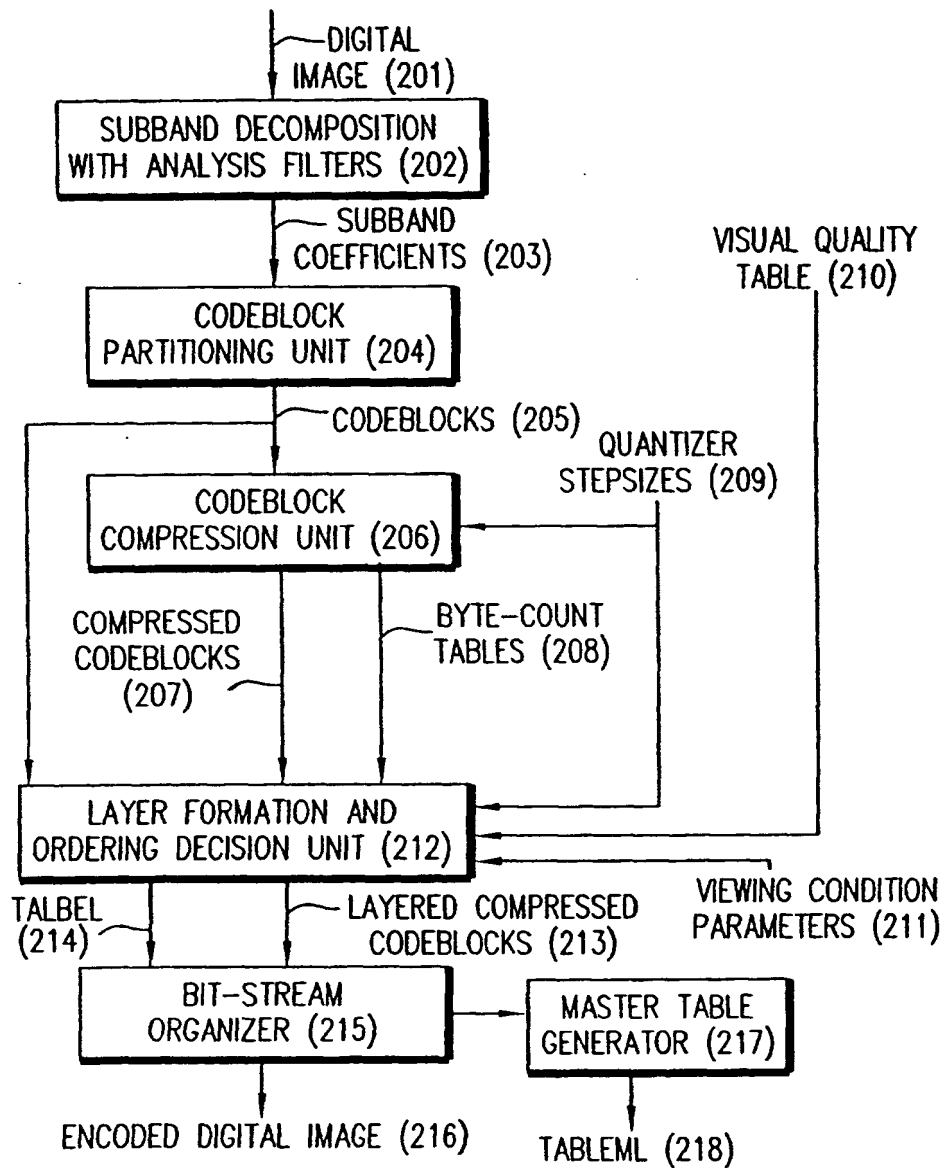 DIGITAL
IMAGE (201)
SUBBAND DECOMPOSITION
WITH ANALYSIS FILTERS (202)
SUBBAND
COEFFICIENTS (203)
VISUAL QUALITY
TABLE (210)
CODEBLOCK
PARTITIONING UNIT (204)
CODEBLOCKS (205)
QUANTIZER
STEPSIZES (209)
CODEBLOCK
COMPRESSION UNIT (206)
COMPRESSED
CODEBLOCKS
(207)
BYTE-COUNT
TABLES (208)
LAYER FORMATION AND
ORDERING DECISION UNIT (212)
VIEWING CONDITION
PARAMETERS (211)
TALBEL
(214)
LAYERED COMPRESSED
CODEBLOCKS (213)
BIT-STREAM
ORGANIZER (215)
MASTER TABLE
GENERATOR (217)
ENCODED DIGITAL IMAGE (216)
TABLEML (218)